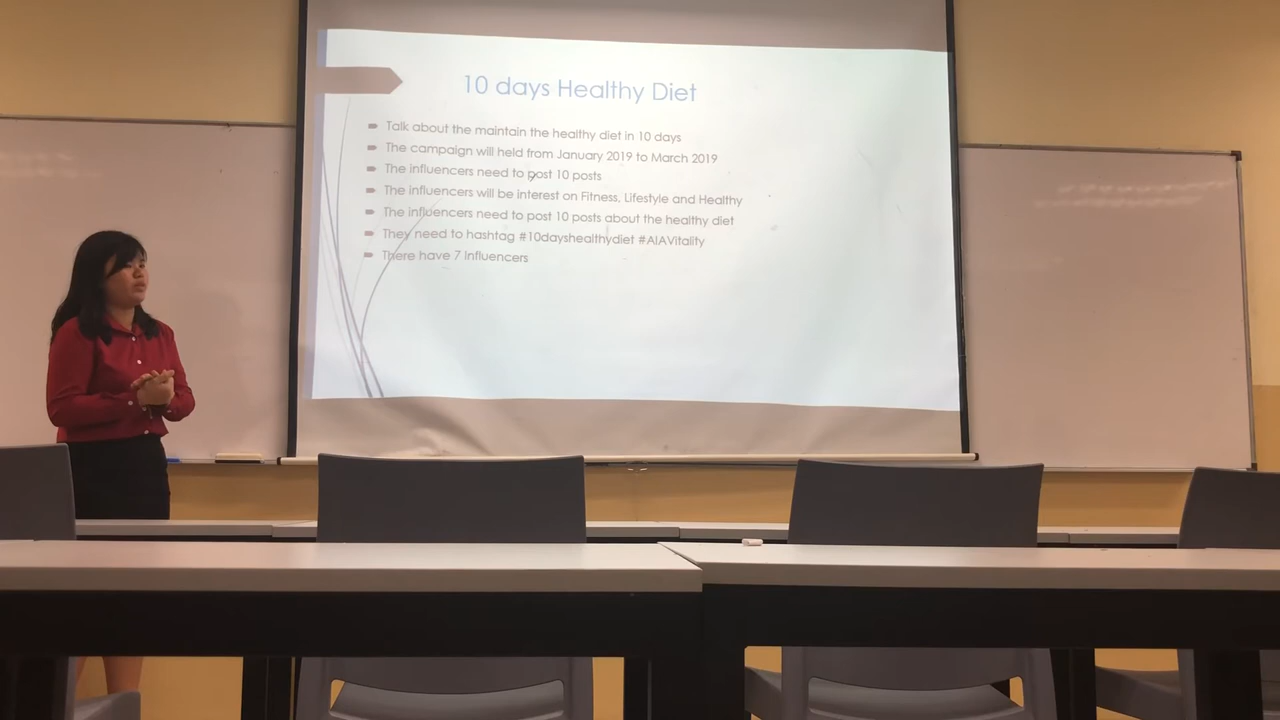 10 days Healthy Diet
Talk about the maintain the healthy diet in 10 days
The campaign will held from January 2019 to March 2019
The influencers need to post 10 posts
The influencers will be interest on Fitness, Lifestyle and Healthy
The influencers need to post 10 posts about the healthy diet
They need to hashtag #10dayshealthydiet #AIAVitality
There have 7 influencers